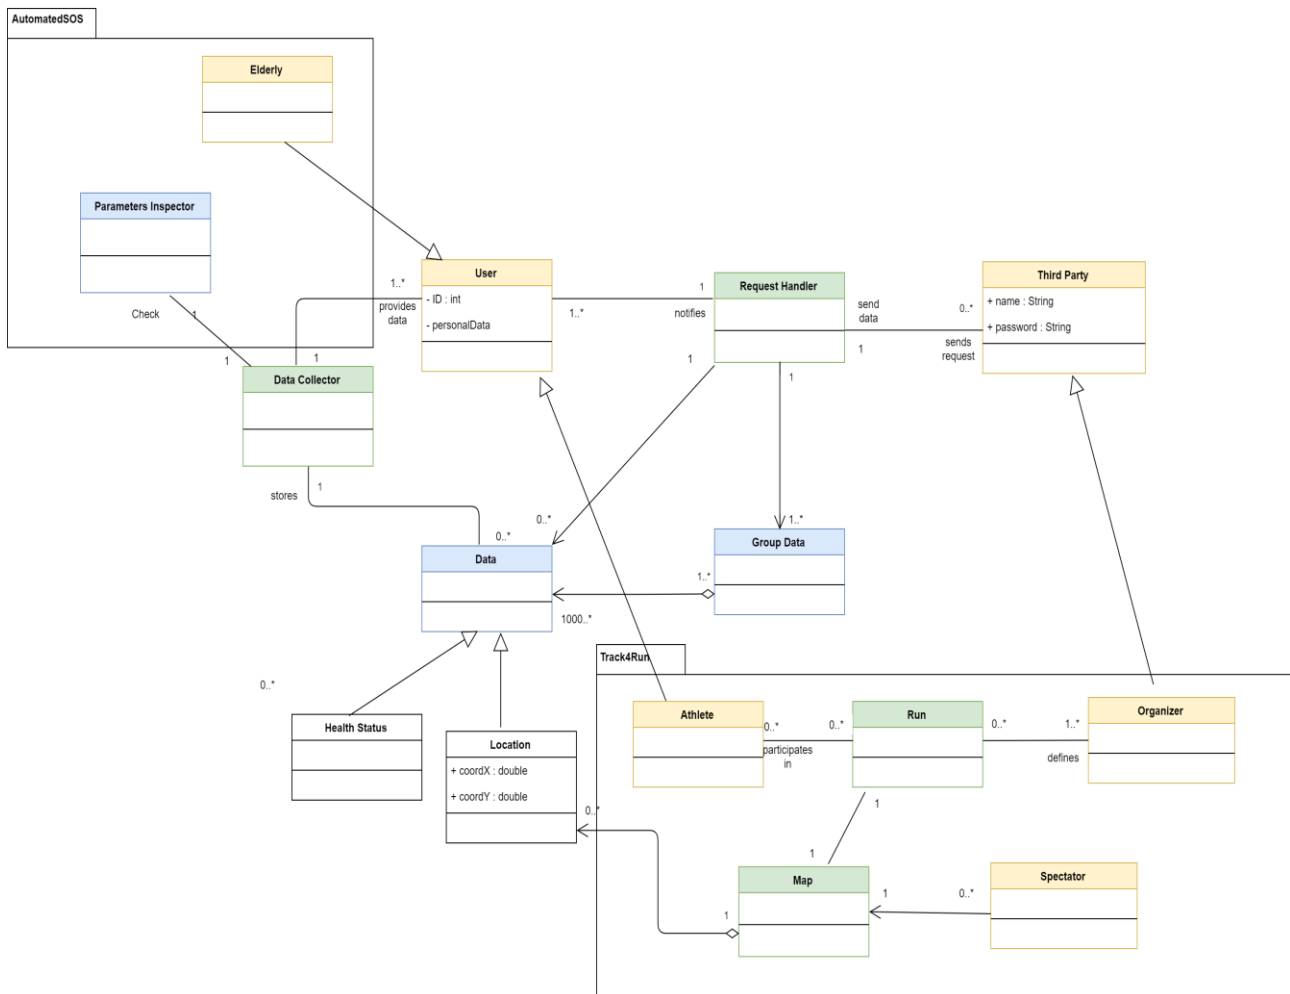 AutomatedSOS
Elderly
Parameters Inspector
Check
1
1
1
1..*
provides
data
User
- ID : int
- personalData
1..*
1
notifies
Request Handler
send
data
1
0..*
sends
request
Third Party
+ name : String
+ password : String
Data Collector
1
stores
0..*
1
0..*
1
1..*
Data
Group Data
1..*
1000..*
0..*
Health Status
Location
+ coordX : double
+ coordY : double
0..*
Track4Run
Athlete
0..*
participates
in
0..*
Run
0..*
1..*
defines
Organizer
1
1
Map
1
1
0..*
Spectator